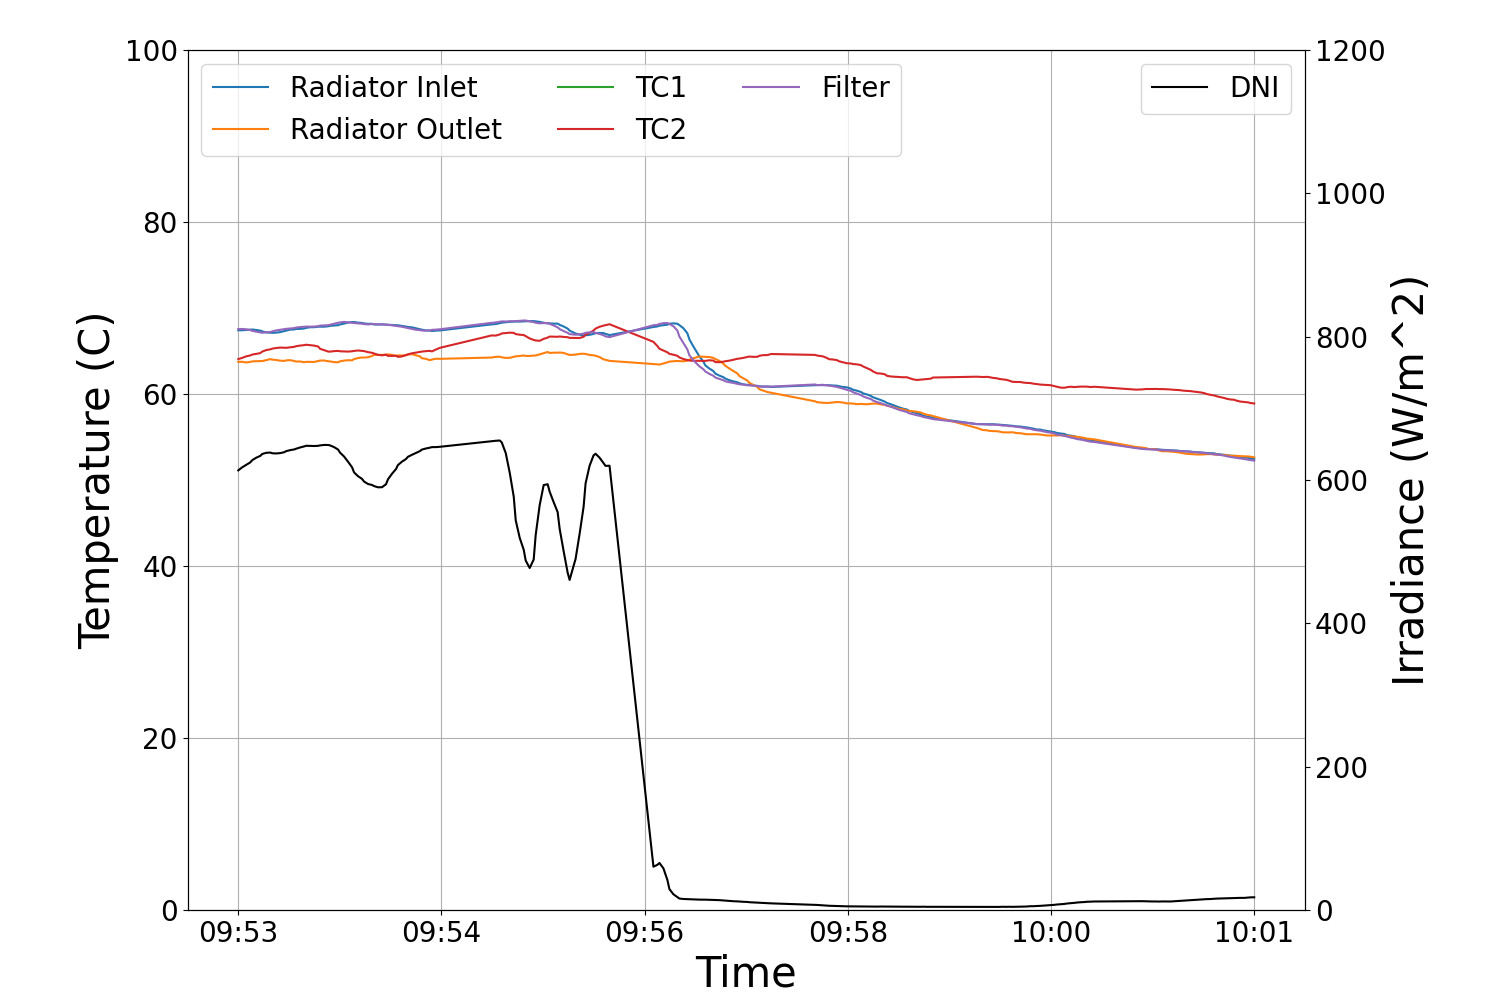 Radiator Inlet
Radiator Outlet
TC1
TC2
Filter
DNI
Temperature (C)
100
80
60
40
20
0
1200
1000
800
600
400
200
0
Irradiance (W/m^2)
09:53
09:54
09:56
09:58
10:00
10:01
Time